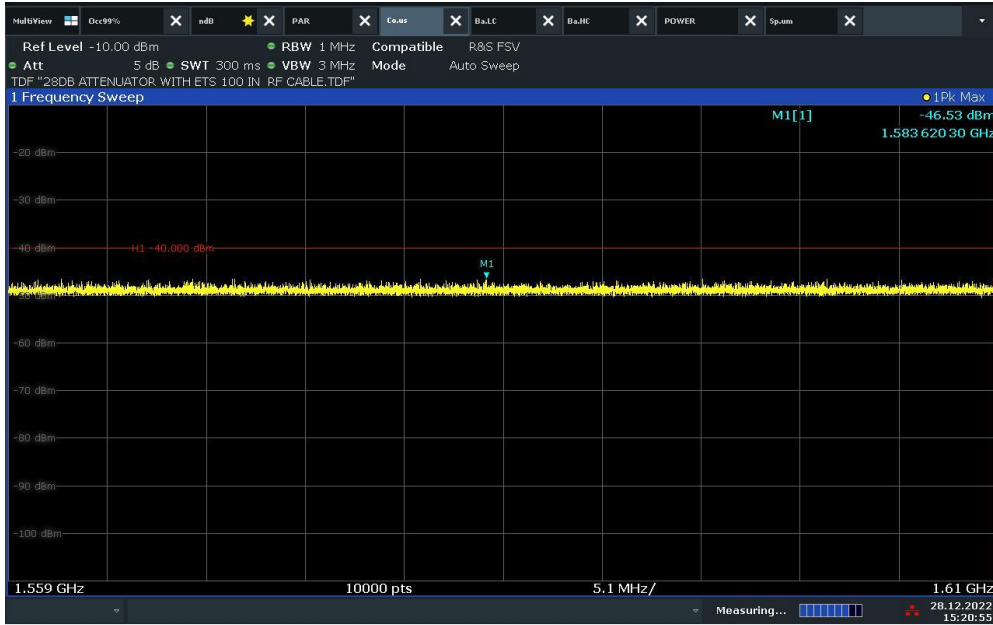 MultiView Occ99% ndB PAR Co.us Ba.LC Ba.HC POWER Sp.um
Ref Level -10.00 dBm RBW 1 MHz Compatible R&S FSV
Att 5 dB SWT 300 ms VBW 3 MHz Mode Auto Sweep
TDF "28DB ATTENUATOR WITH ETS 100 IN RF CABLE.TDF"
1 Frequency Sweep 1Pk Max
M1[1] -46.53 dBm
1.583 620 30 GHz
-20 dBm
-30 dBm
-40 dBm H1 -40.000 dBm
M1
-50 dBm
-60 dBm
-70 dBm
-80 dBm
-90 dBm
-100 dBm
1.559 GHz 10000 pts 5.1 MHz/ 1.61 GHz
Measuring... 28.12.2022
15:20:55